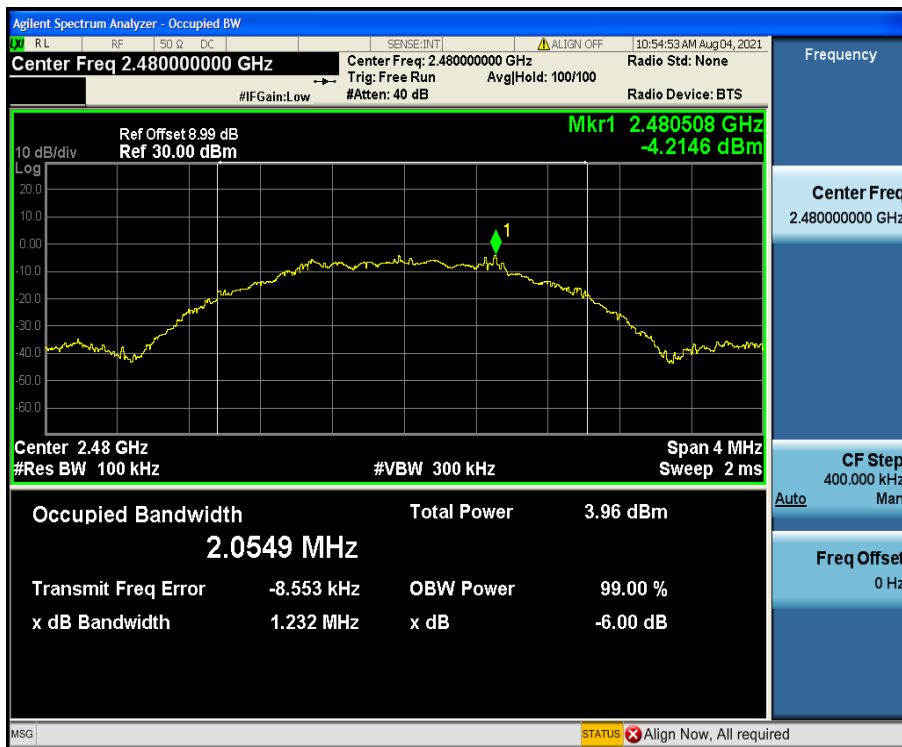 Agilent Spectrum Analyzer - Occupied BW
LXI RL RF 50 Ω DC SENSE:INT ALIGN OFF 10:54:53 AM Aug 04, 2021
Center Freq 2.480000000 GHz
Center Freq: 2.480000000 GHz
Radio Std: None
Trig: Free Run Avg|Hold: 100/100
#IFGain:Low
#Atten: 40 dB
Radio Device: BTS
Mkr1 2.480508 GHz
-4.2146 dBm
Ref Offset 8.99 dB
10 dB/div Ref 30.00 dBm
Log
20.0
10.0
0.00
-10.0
-20.0
-30.0
-40.0
-50.0
-60.0
1
Center 2.48 GHz Span 4 MHz
#Res BW 100 kHz #VBW 300 kHz Sweep 2 ms
Occupied Bandwidth Total Power 3.96 dBm
2.0549 MHz
Transmit Freq Error -8.553 kHz OBW Power 99.00 %
x dB Bandwidth 1.232 MHz x dB -6.00 dB
Frequency
Center Freq
2.480000000 GHz
CF Step
400.000 kHz
Auto Man
Freq Offset
0 Hz
MSG STATUS Align Now, All required